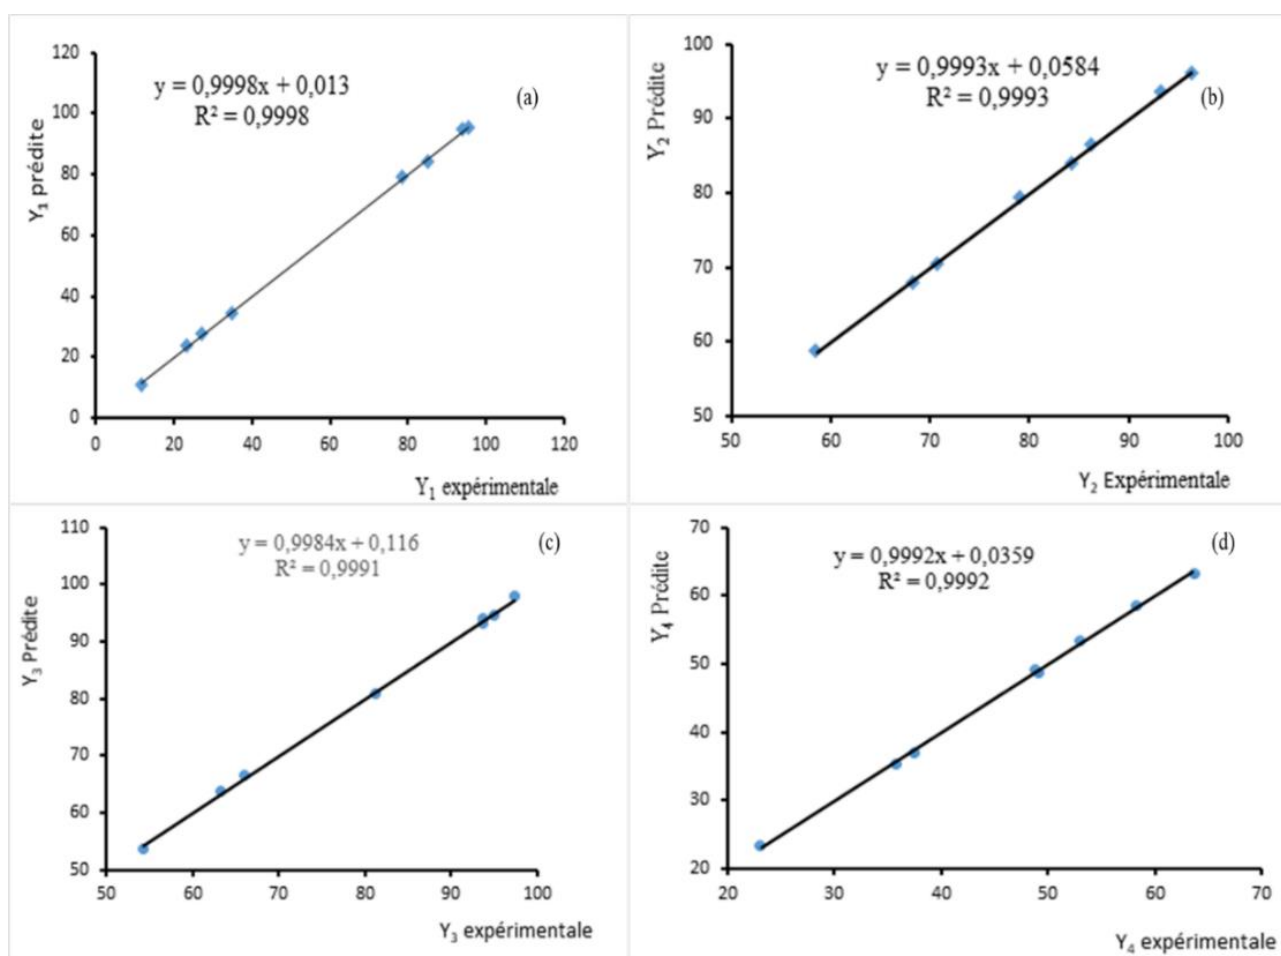 120
100
80
60
40
20
0
Y₁ prédite
y = 0,9998x + 0,013
R² = 0,9998
(a)
0 20 40 60 80 100 120
Y₁ expérimentale
100
90
80
70
60
50
Y₂ Prédite
y = 0,9993x + 0,0584
R² = 0,9993
(b)
50 60 70 80 90 100
Y₂ Expérimentale
110
100
90
80
70
60
50
Y₃ Prédite
y = 0,9984x + 0,116
R² = 0,9991
(c)
50 60 70 80 90 100
Y₃ expérimentale
70
60
50
40
30
20
Y₄ Prédite
y = 0,9992x + 0,0359
R² = 0,9992
(d)
20 30 40 50 60 70
Y₄ expérimentale